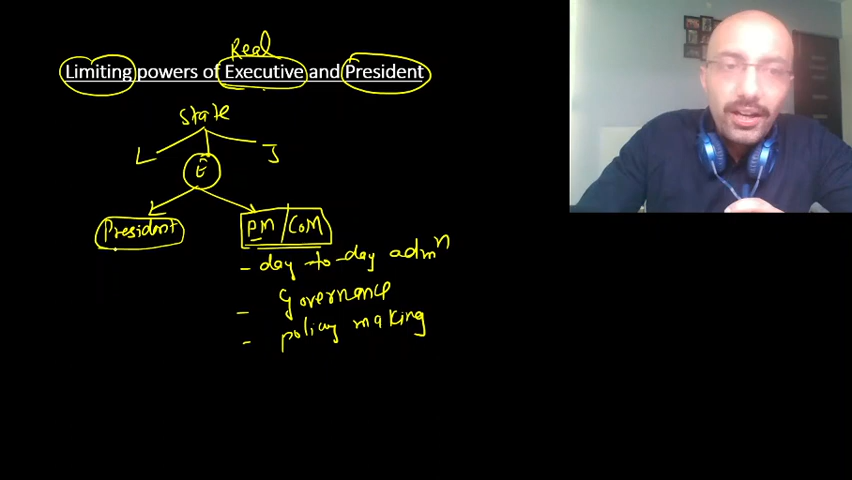 Real
Limiting powers of Executive and President
State
L E J
President PM/CoM
- day-to-day admn
- Governance
- policy making